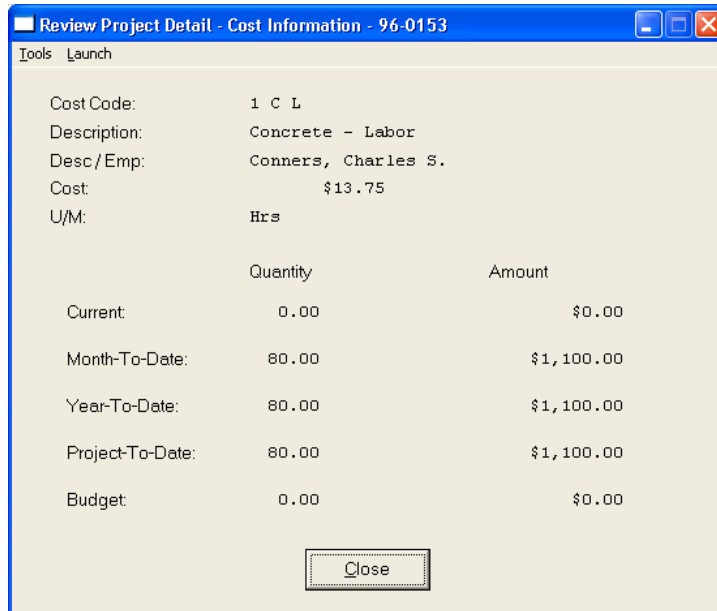 Review Project Detail - Cost Information - 96-0153
Tools Launch
Cost Code: 1 C L
Description: Concrete - Labor
Desc / Emp: Conners, Charles S.
Cost: $13.75
U/M: Hrs
Quantity Amount
Current: 0.00 $0.00
Month-To-Date: 80.00 $1,100.00
Year-To-Date: 80.00 $1,100.00
Project-To-Date: 80.00 $1,100.00
Budget: 0.00 $0.00
Close